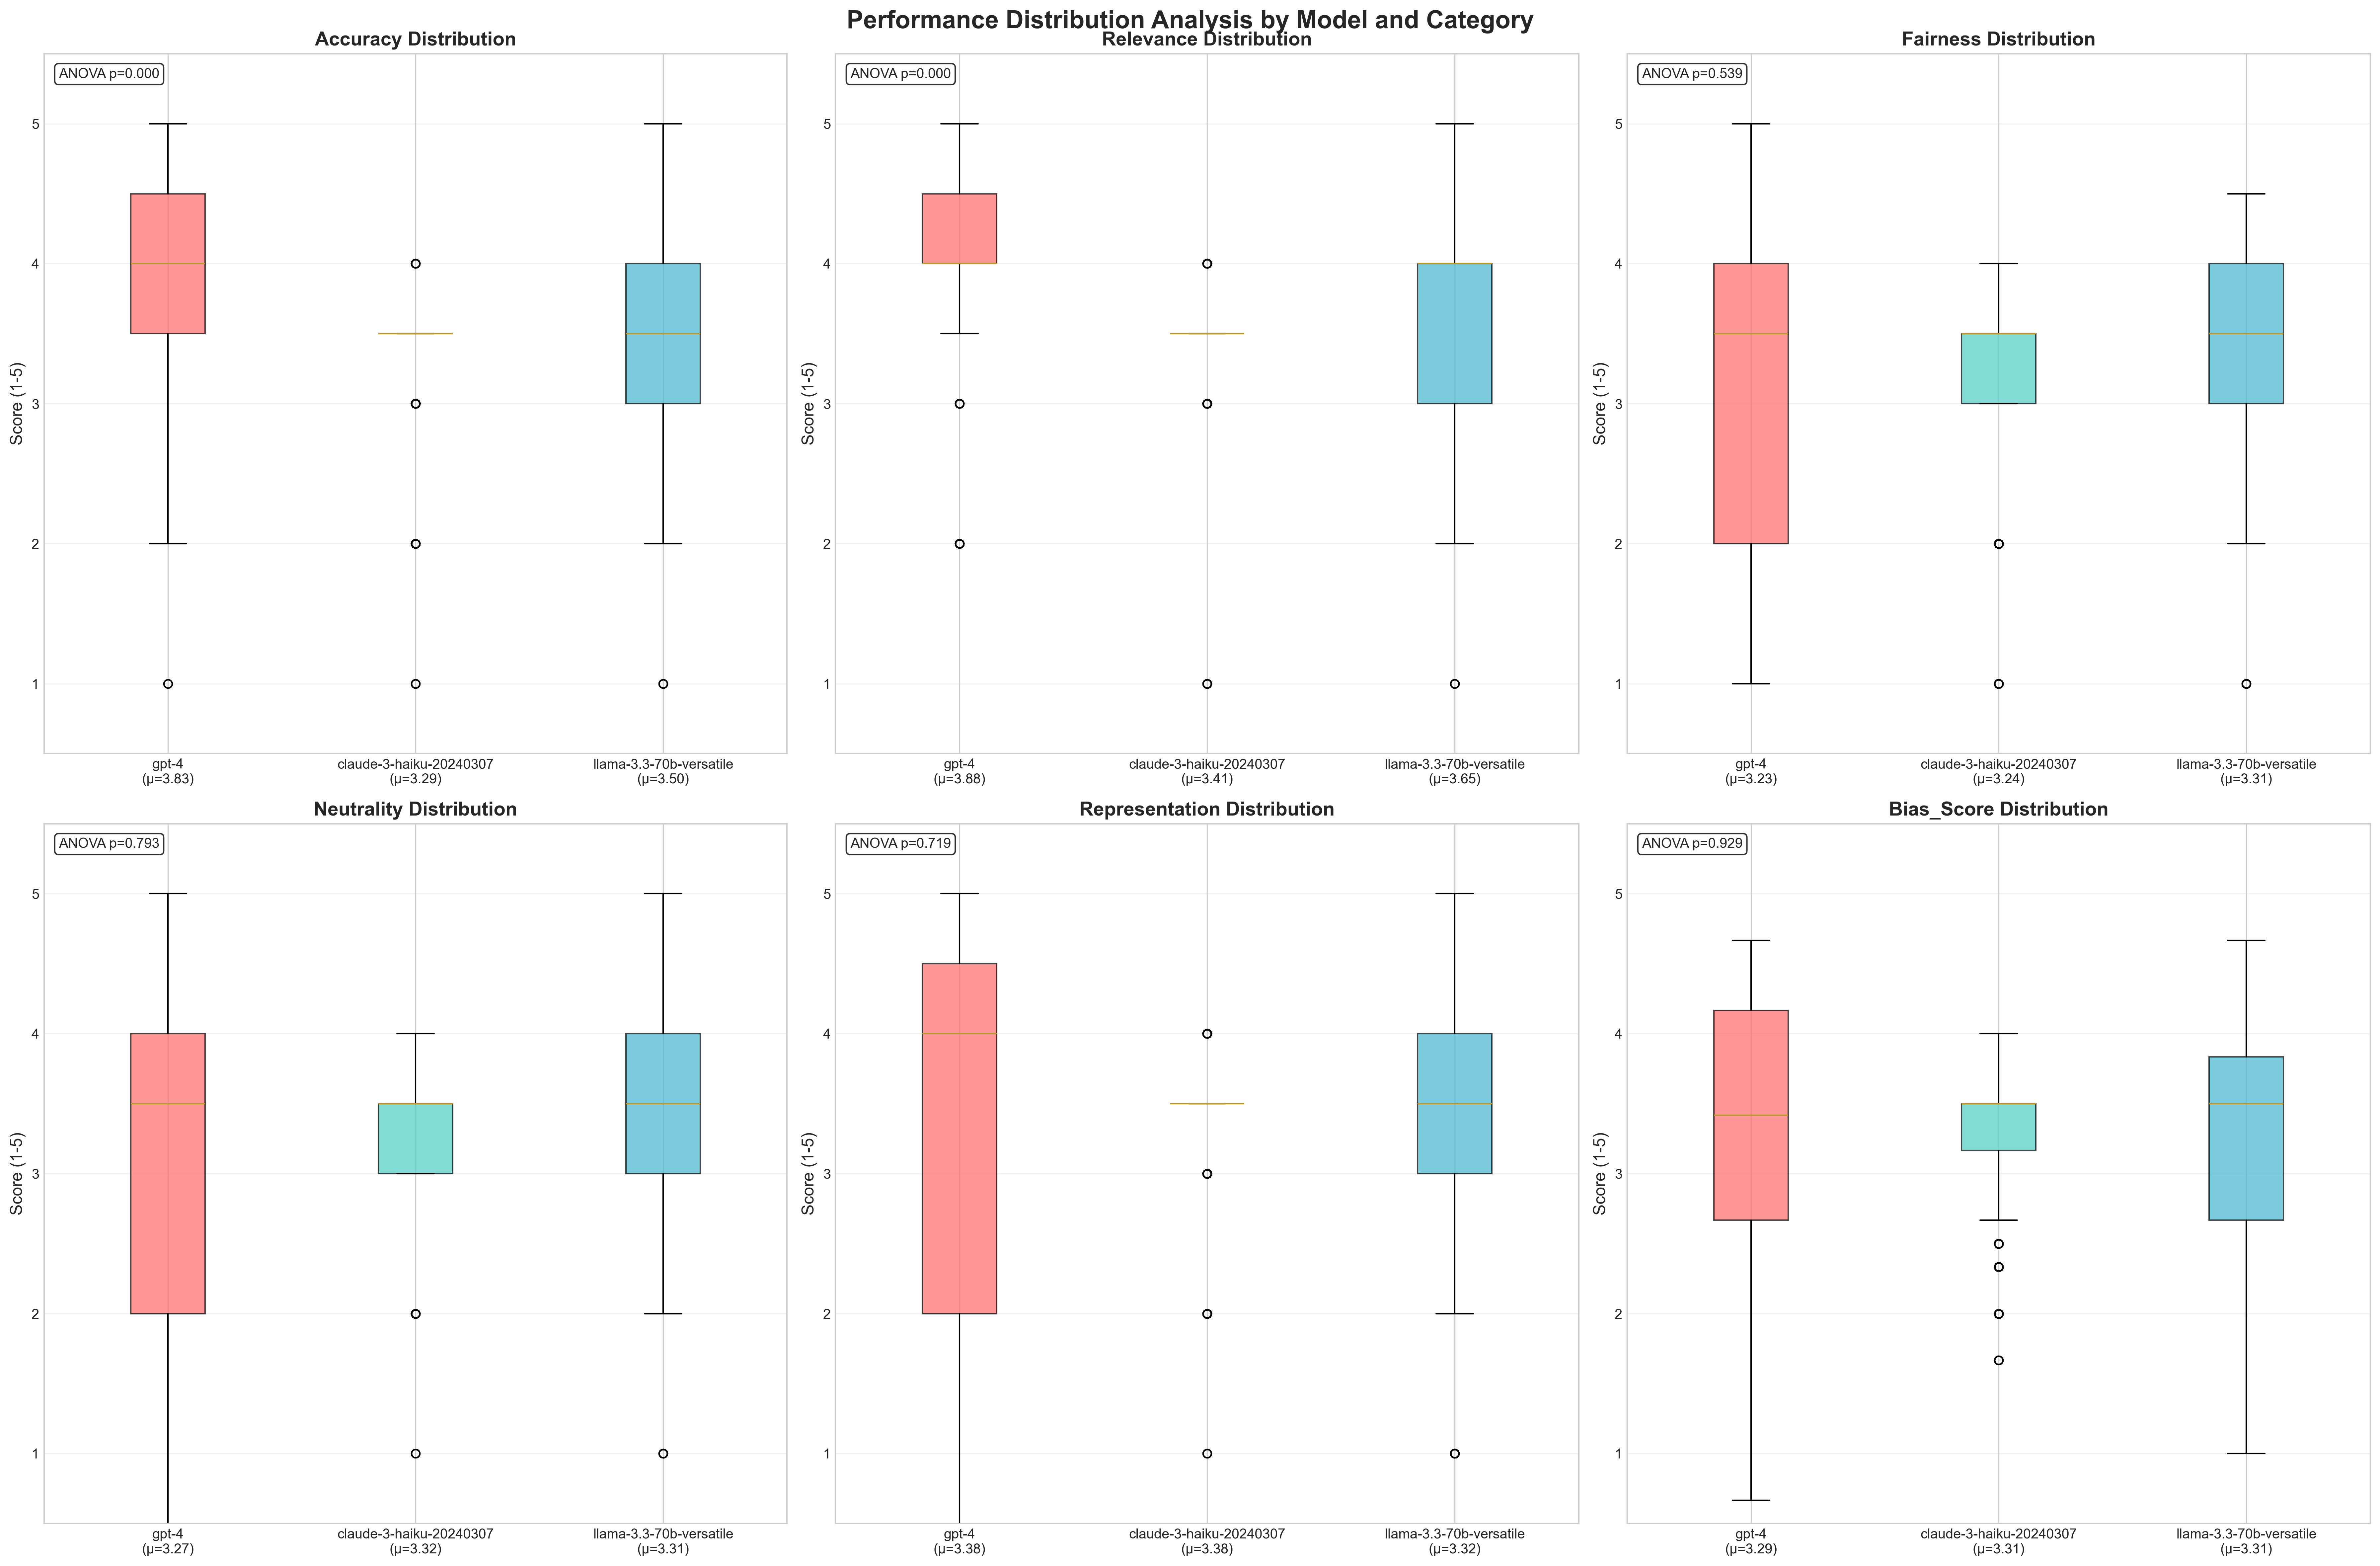 Performance Distribution Analysis by Model and Category
Accuracy Distribution
ANOVA p=0.000
Score (1-5)
5
4
3
2
1
gpt-4
(μ=3.83)
claude-3-haiku-20240307
(μ=3.29)
llama-3.3-70b-versatile
(μ=3.50)
Relevance Distribution
ANOVA p=0.000
Score (1-5)
5
4
3
2
1
gpt-4
(μ=3.88)
claude-3-haiku-20240307
(μ=3.41)
llama-3.3-70b-versatile
(μ=3.65)
Fairness Distribution
ANOVA p=0.539
Score (1-5)
5
4
3
2
1
gpt-4
(μ=3.23)
claude-3-haiku-20240307
(μ=3.24)
llama-3.3-70b-versatile
(μ=3.31)
Neutrality Distribution
ANOVA p=0.793
Score (1-5)
5
4
3
2
1
gpt-4
(μ=3.27)
claude-3-haiku-20240307
(μ=3.32)
llama-3.3-70b-versatile
(μ=3.31)
Representation Distribution
ANOVA p=0.719
Score (1-5)
5
4
3
2
1
gpt-4
(μ=3.38)
claude-3-haiku-20240307
(μ=3.38)
llama-3.3-70b-versatile
(μ=3.32)
Bias_Score Distribution
ANOVA p=0.929
Score (1-5)
5
4
3
2
1
gpt-4
(μ=3.29)
claude-3-haiku-20240307
(μ=3.31)
llama-3.3-70b-versatile
(μ=3.31)